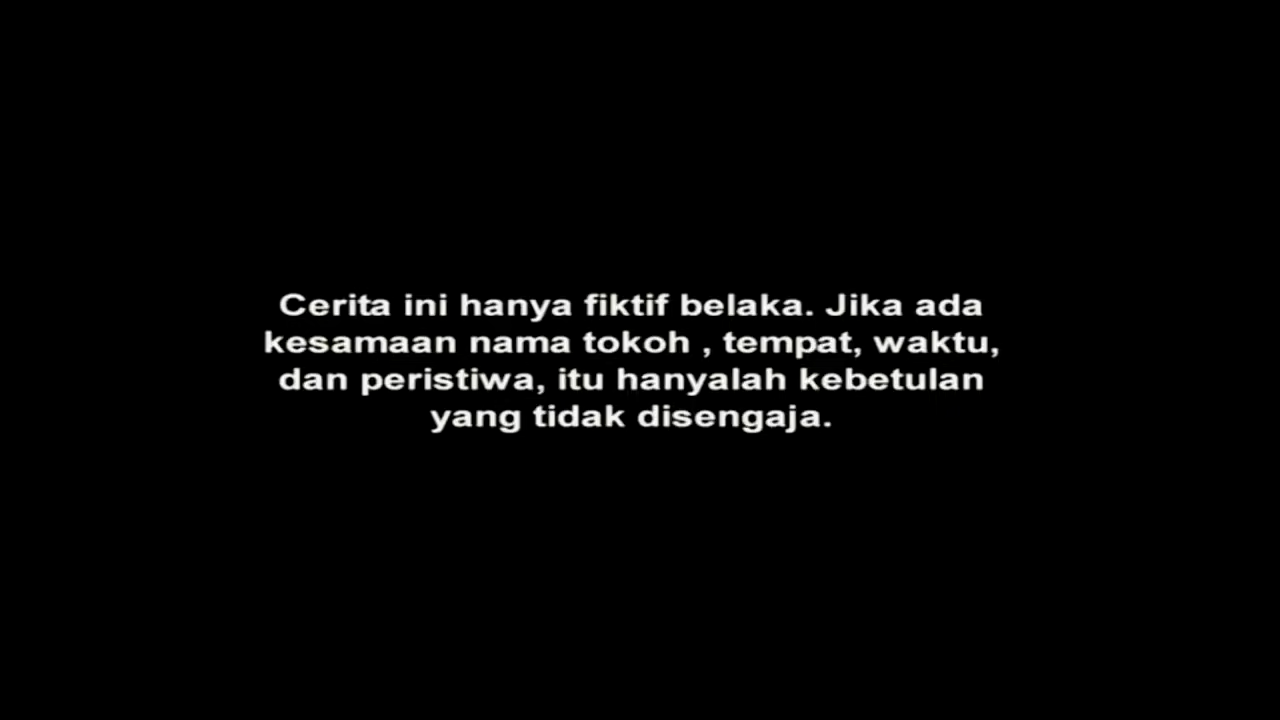 Cerita ini hanya fiktif belaka. Jika ada
kesamaan nama tokoh , tempat, waktu,
dan peristiwa, itu hanyalah kebetulan
yang tidak disengaja.